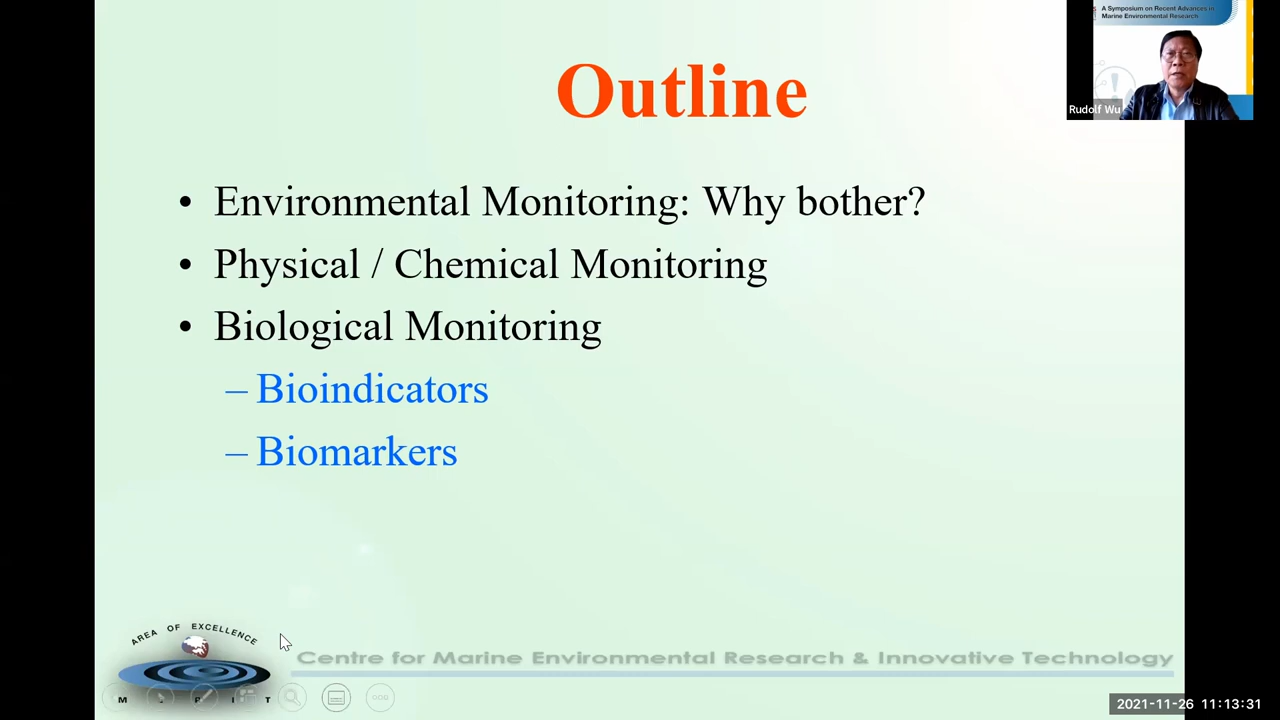 A Symposium on Recent Advances in
Marine Environmental Research
Rudolf Wu
Outline
• Environmental Monitoring: Why bother?
• Physical / Chemical Monitoring
• Biological Monitoring
– Bioindicators
– Biomarkers
AREA OF EXCELLENCE
Centre for Marine Environmental Research & Innovative Technology
2021-11-26 11:13:31